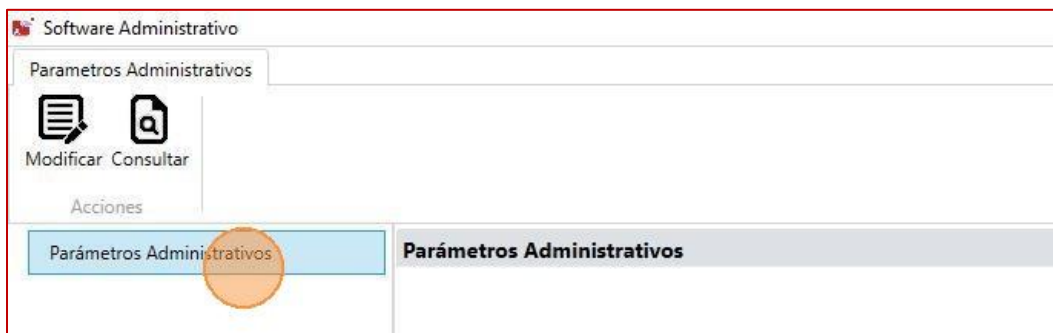 Software Administrativo
Parametros Administrativos
Modificar Consultar
Acciones
Parámetros Administrativos
Parámetros Administrativos